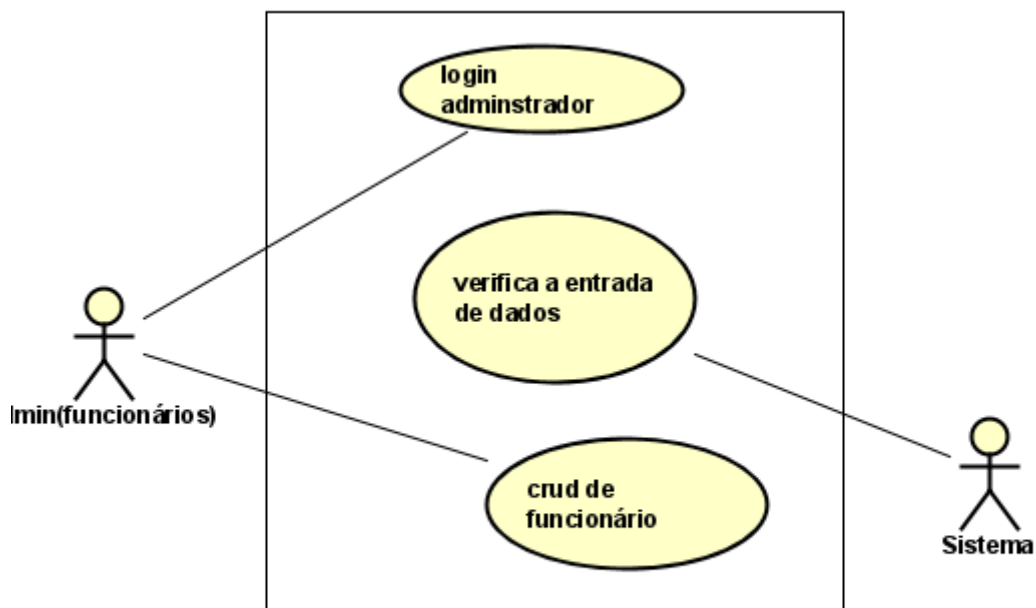 login
adminstrador
verifica a entrada
de dados
lmin(funcionários)
crud de
funcionário
Sistema